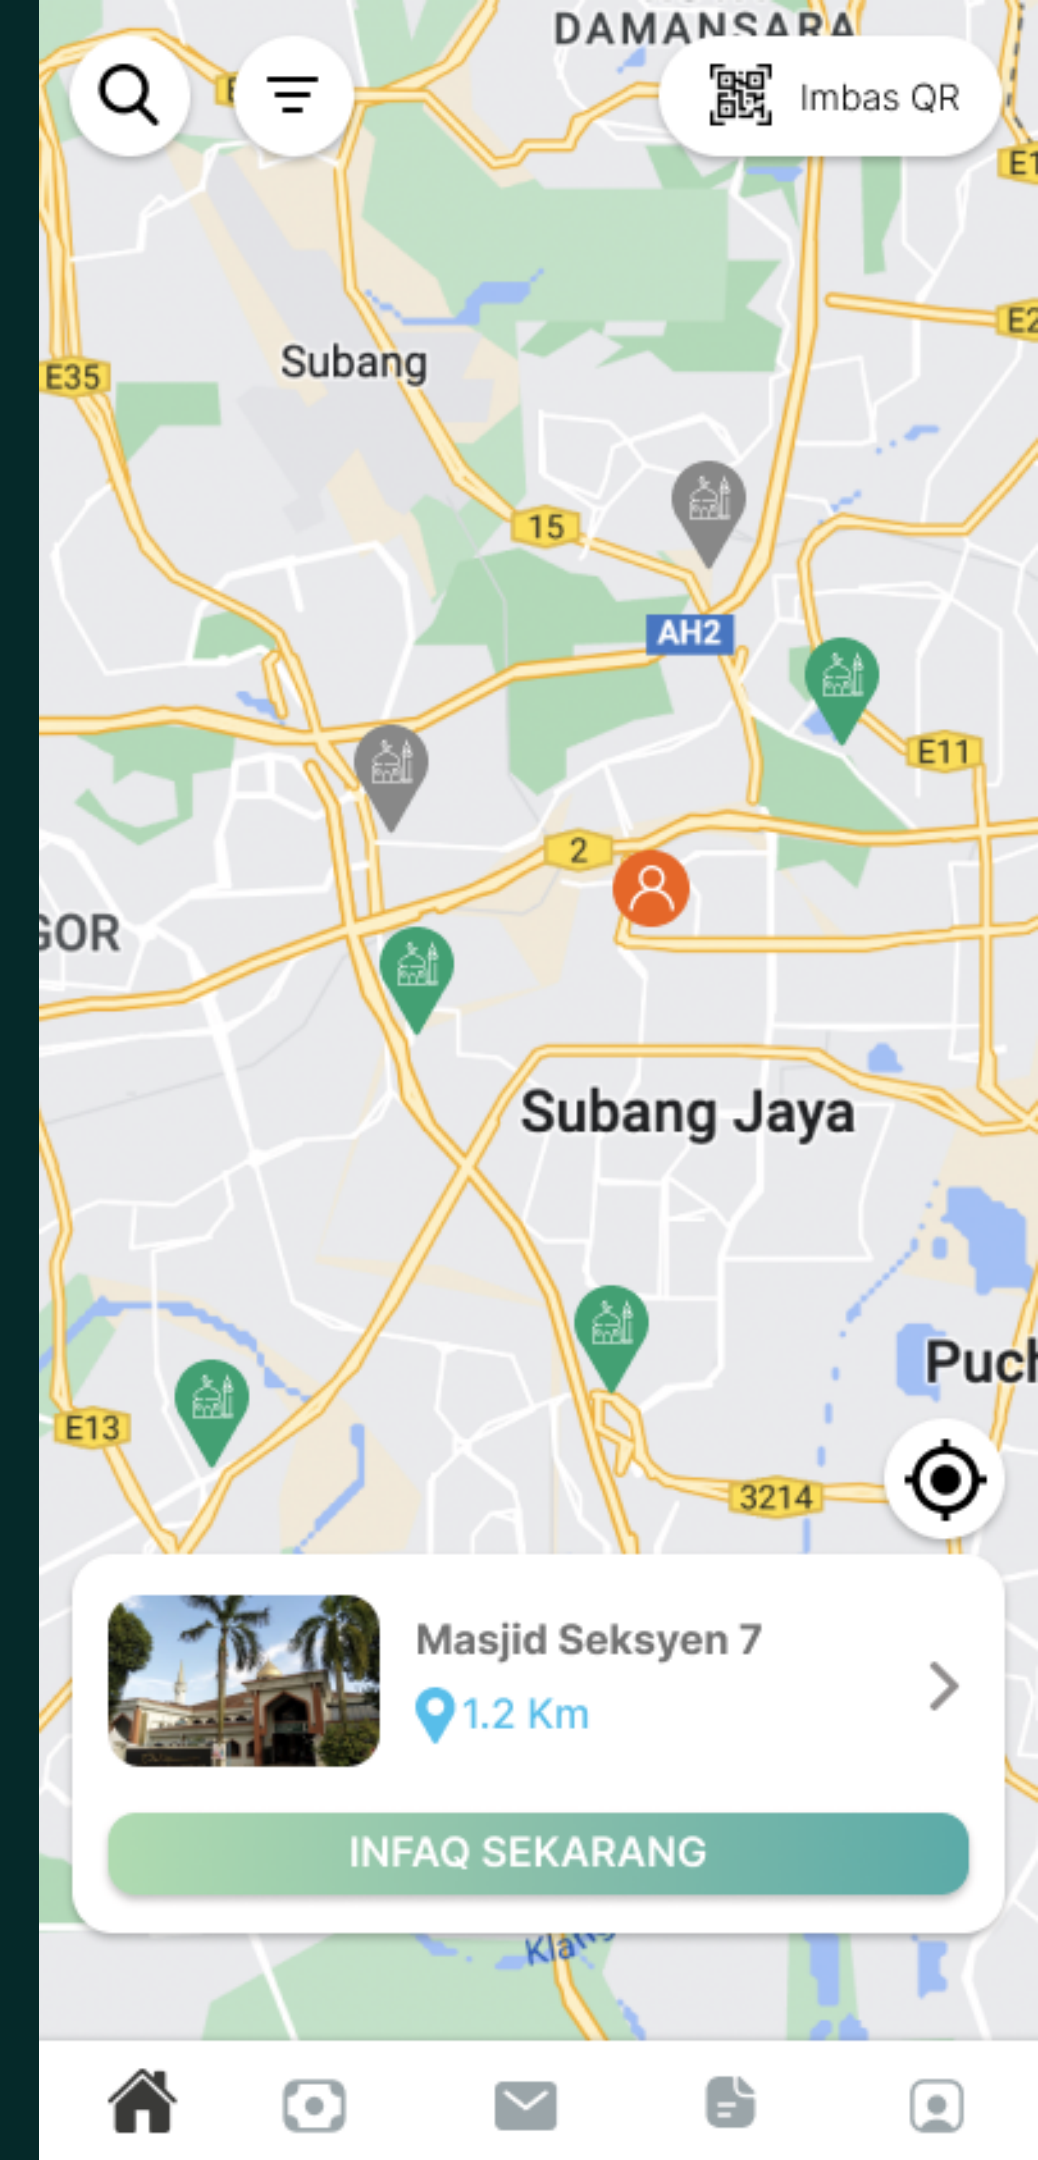 DAMANSARA
Imbas QR
E1
E2
Subang
E35
15
AH2
E11
2
GOR
Subang Jaya
Puch
E13
3214
Masjid Seksyen 7
1.2 Km
INFAQ SEKARANG
Klang